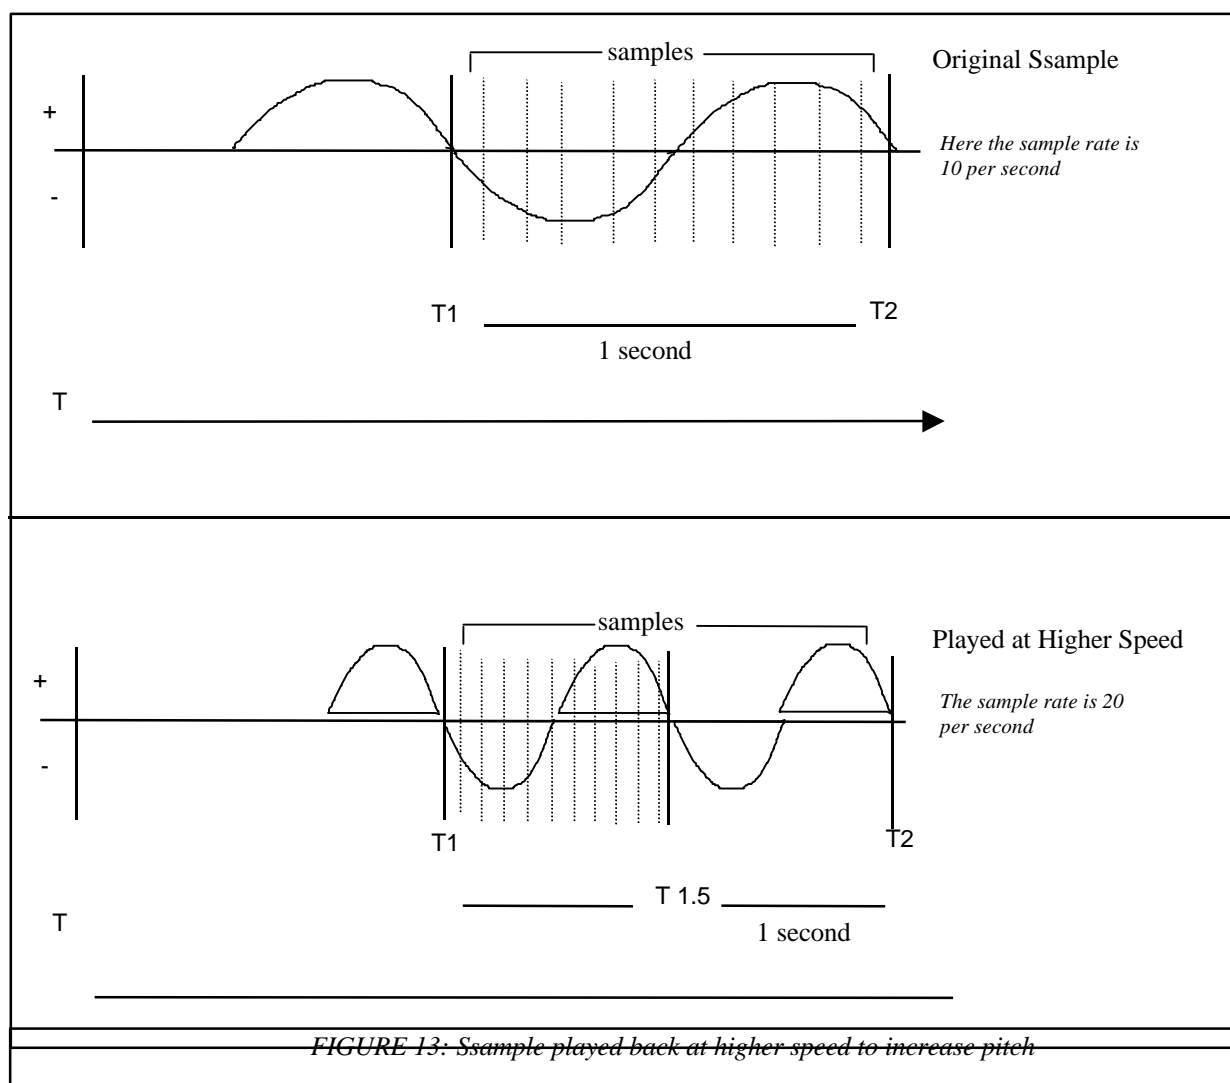 samples
Original Ssample
+
Here the sample rate is
10 per second
-
T1
T2
1 second
T
samples
Played at Higher Speed
+
The sample rate is 20
per second
-
T1
T2
T 1.5
T
1 second
FIGURE 13: Ssample played back at higher speed to increase pitch